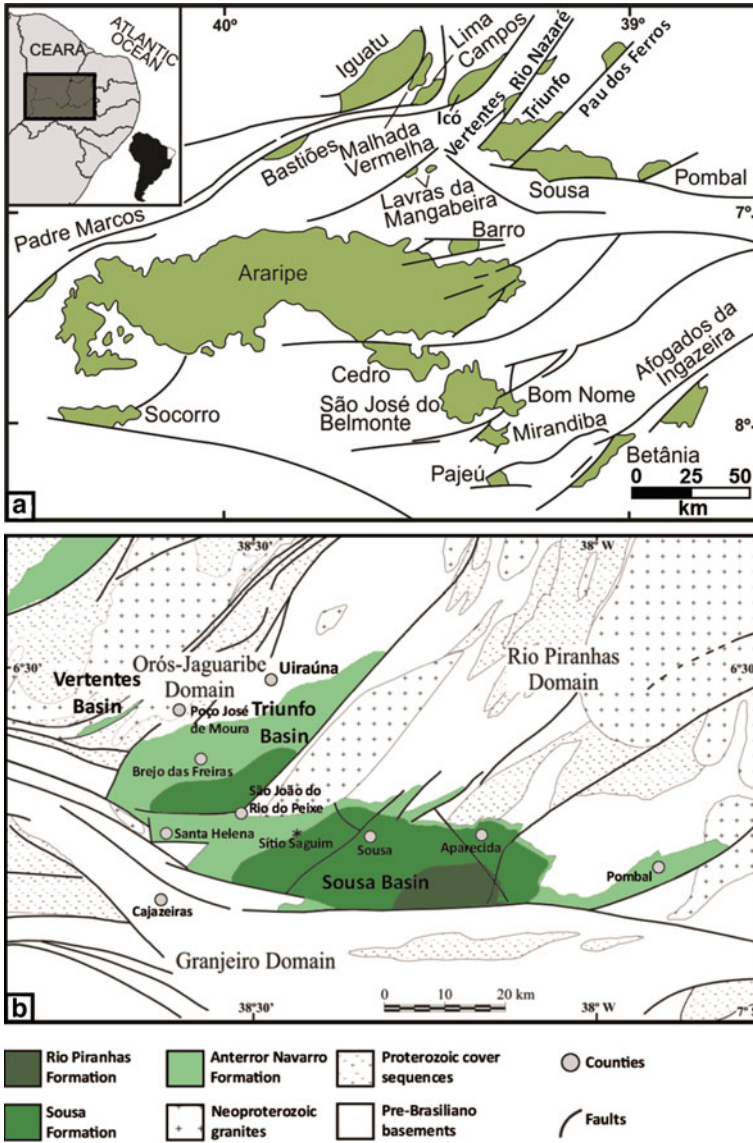 40º
39º
CEARÁ
ATLANTIC
OCEAN
Iguatu
Lima
Campos
Icó
Vertentes
Rio Nazaré
Triunfo
Pau dos Ferros
Malhada
Vermelha
Bastiões
Lavras da
Mangabeira
Sousa
Pombal
7º
Padre Marcos
Barro
Araripe
Cedro
São José do
Belmonte
Bom Nome
Mirandiba
Afogados da
Ingazeira
Socorro
8º
Pajeú
Betânia
0 25 50
km
a
38º30'
38º W
6º30'
6º30'
Vertentes
Basin
Orós-Jaguaribe
Domain
Uiraúna
Rio Piranhas
Domain
Poço José
de Moura
Triunfo
Basin
Brejo das Freiras
São João do
Rio do Peixe
Santa Helena
Sítio Saguim
Sousa
Aparecida
Sousa Basin
Pombal
Cajazeiras
Granjeiro Domain
0 10 20 km
b
38º30'
38º W
Rio Piranhas
Formation
Anterror Navarro
Formation
Proterozoic cover
sequences
Counties
Sousa
Formation
Neoproterozoic
granites
Pre-Brasiliano
basements
Faults